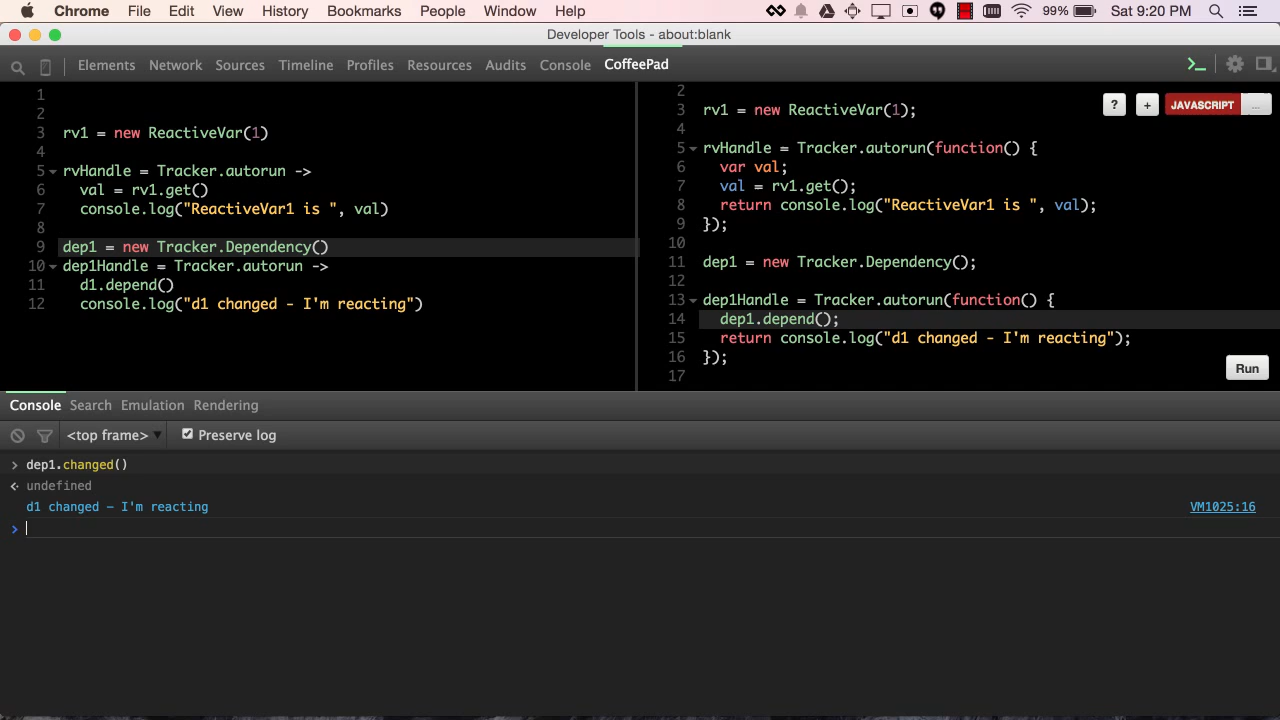 Chrome File Edit View History Bookmarks People Window Help 99% Sat 9:20 PM
Developer Tools - about:blank
Elements Network Sources Timeline Profiles Resources Audits Console CoffeePad
1
2
3 rv1 = new ReactiveVar(1)
4
5 rvHandle = Tracker.autorun ->
6 val = rv1.get()
7 console.log("ReactiveVar1 is ", val)
8
9 dep1 = new Tracker.Dependency()
10 dep1Handle = Tracker.autorun ->
11 d1.depend()
12 console.log("d1 changed - I'm reacting")
2
3 rv1 = new ReactiveVar(1);
4
5 rvHandle = Tracker.autorun(function() {
6 var val;
7 val = rv1.get();
8 return console.log("ReactiveVar1 is ", val);
9 });
10
11 dep1 = new Tracker.Dependency();
12
13 dep1Handle = Tracker.autorun(function() {
14 dep1.depend();
15 return console.log("d1 changed - I'm reacting");
16 });
17
? + JAVASCRIPT ...
Run
Console Search Emulation Rendering
<top frame> Preserve log
> dep1.changed()
undefined
d1 changed - I'm reacting VM1025:16
>